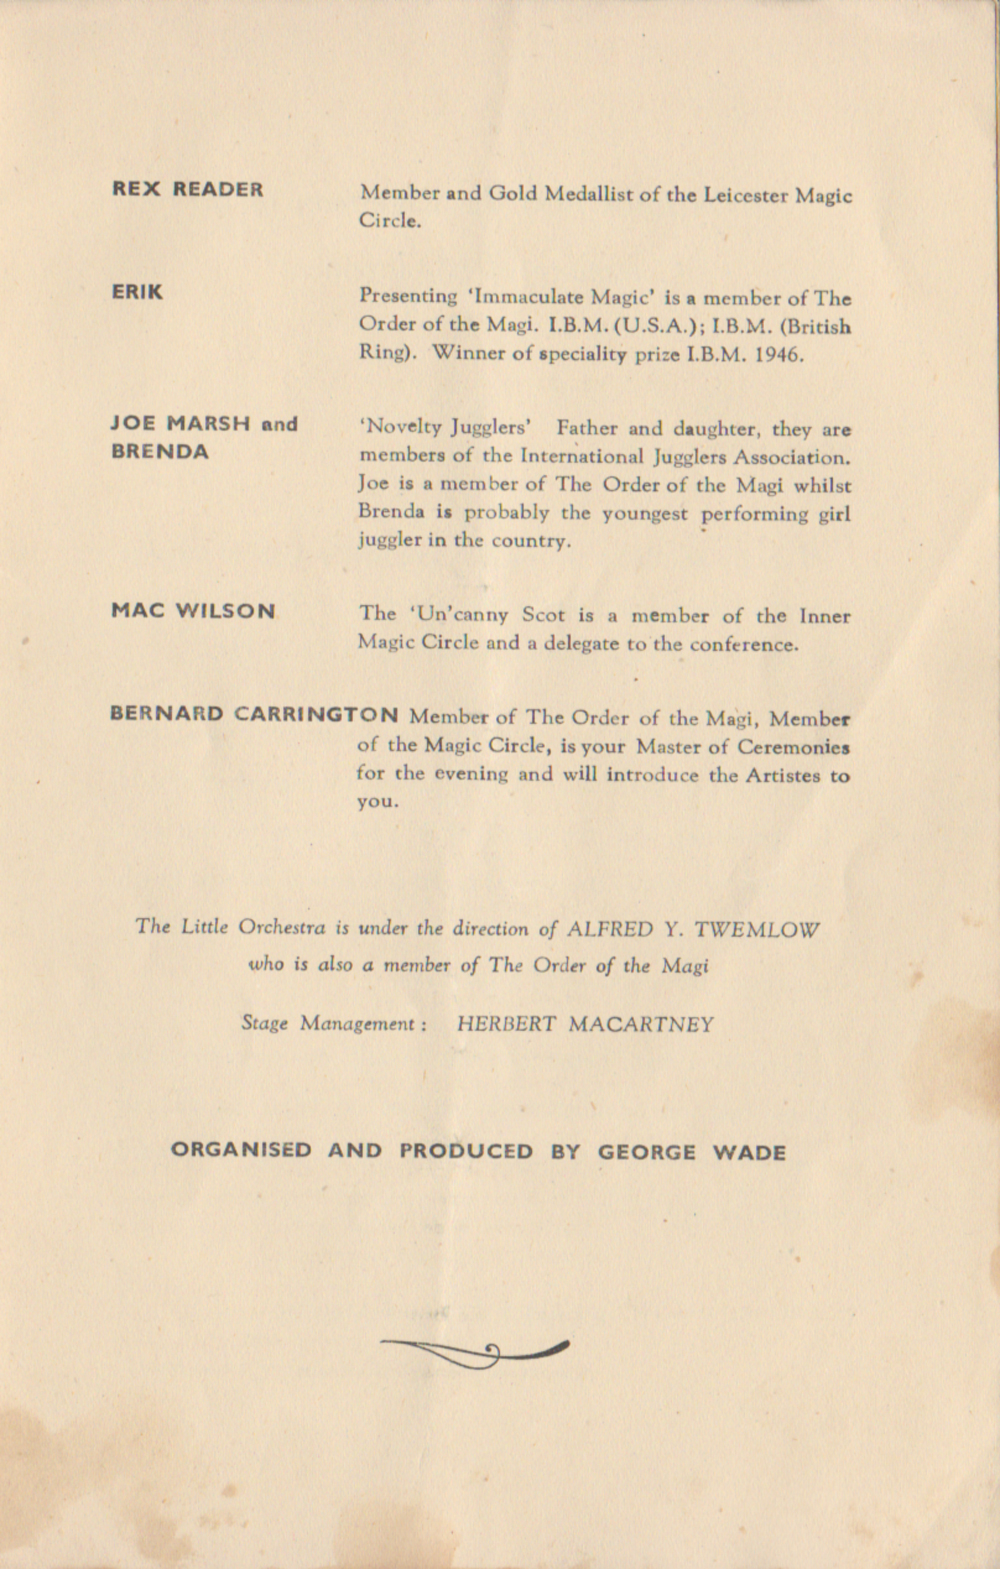 REX READER Member and Gold Medallist of the Leicester Magic
Circle.
ERIK Presenting ‘Immaculate Magic’ is a member of The
Order of the Magi. I.B.M. (U.S.A.); I.B.M. (British
Ring). Winner of speciality prize I.B.M. 1946.
JOE MARSH and ‘Novelty Jugglers’ Father and daughter, they are
BRENDA members of the International Jugglers Association.
Joe is a member of The Order of the Magi whilst
Brenda is probably the youngest performing girl
juggler in the country.
MAC WILSON The ‘Un’canny Scot is a member of the Inner
Magic Circle and a delegate to the conference.
BERNARD CARRINGTON Member of The Order of the Magi, Member
of the Magic Circle, is your Master of Ceremonies
for the evening and will introduce the Artistes to
you.
The Little Orchestra is under the direction of ALFRED Y. TWEMLOW
who is also a member of The Order of the Magi
Stage Management : HERBERT MACARTNEY
ORGANISED AND PRODUCED BY GEORGE WADE